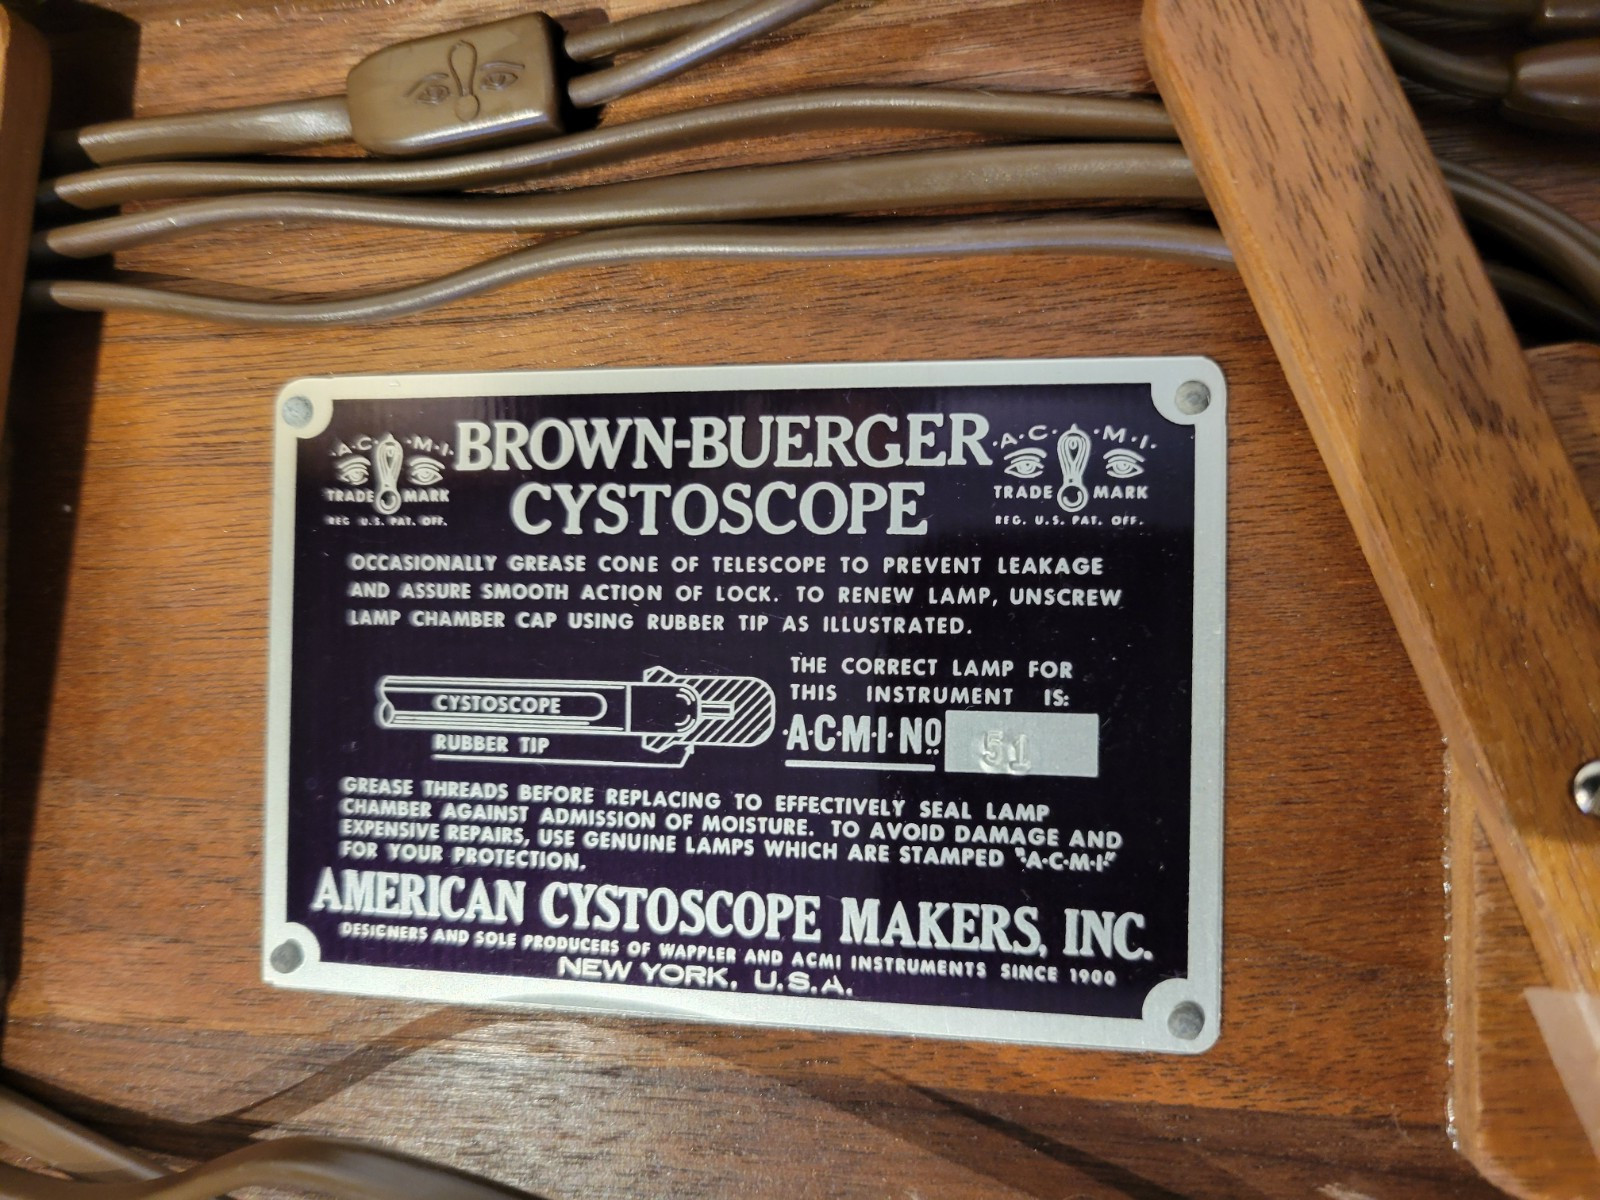 ·A·C· ·M·I·
TRADE MARK
REG. U.S. PAT. OFF.
BROWN-BUERGER
CYSTOSCOPE
·A·C· ·M·I·
TRADE MARK
REG. U.S. PAT. OFF.
OCCASIONALLY GREASE CONE OF TELESCOPE TO PREVENT LEAKAGE
AND ASSURE SMOOTH ACTION OF LOCK. TO RENEW LAMP, UNSCREW
LAMP CHAMBER CAP USING RUBBER TIP AS ILLUSTRATED.
CYSTOSCOPE
RUBBER TIP
THE CORRECT LAMP FOR
THIS INSTRUMENT IS:
·A·C·M·I· No. 51
GREASE THREADS BEFORE REPLACING TO EFFECTIVELY SEAL LAMP
CHAMBER AGAINST ADMISSION OF MOISTURE. TO AVOID DAMAGE AND
EXPENSIVE REPAIRS, USE GENUINE LAMPS WHICH ARE STAMPED "·A·C·M·I·"
FOR YOUR PROTECTION.
AMERICAN CYSTOSCOPE MAKERS, INC.
DESIGNERS AND SOLE PRODUCERS OF WAPPLER AND ACMI INSTRUMENTS SINCE 1900
NEW YORK, U.S.A.